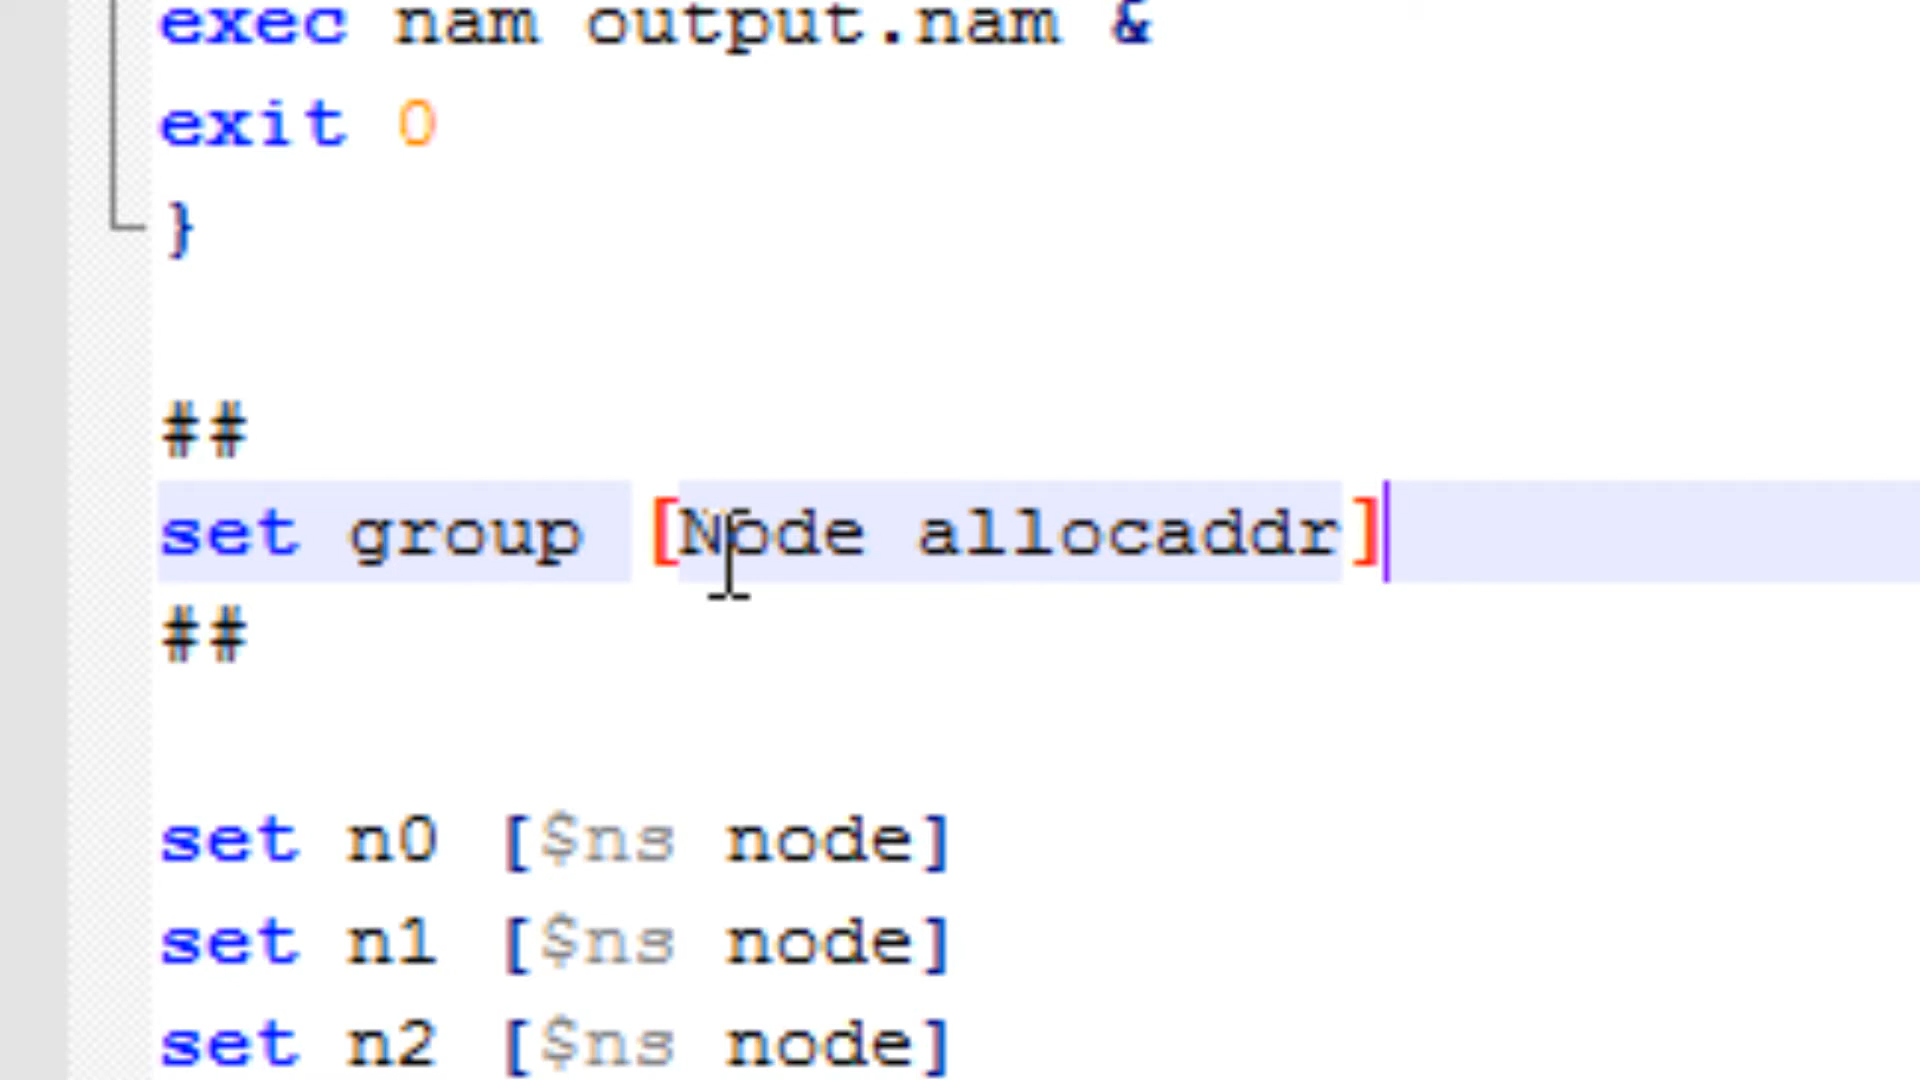 exec nam output.nam &
exit 0
}
##
set group [Node allocaddr]
##
set n0 [$ns node]
set n1 [$ns node]
set n2 [$ns node]